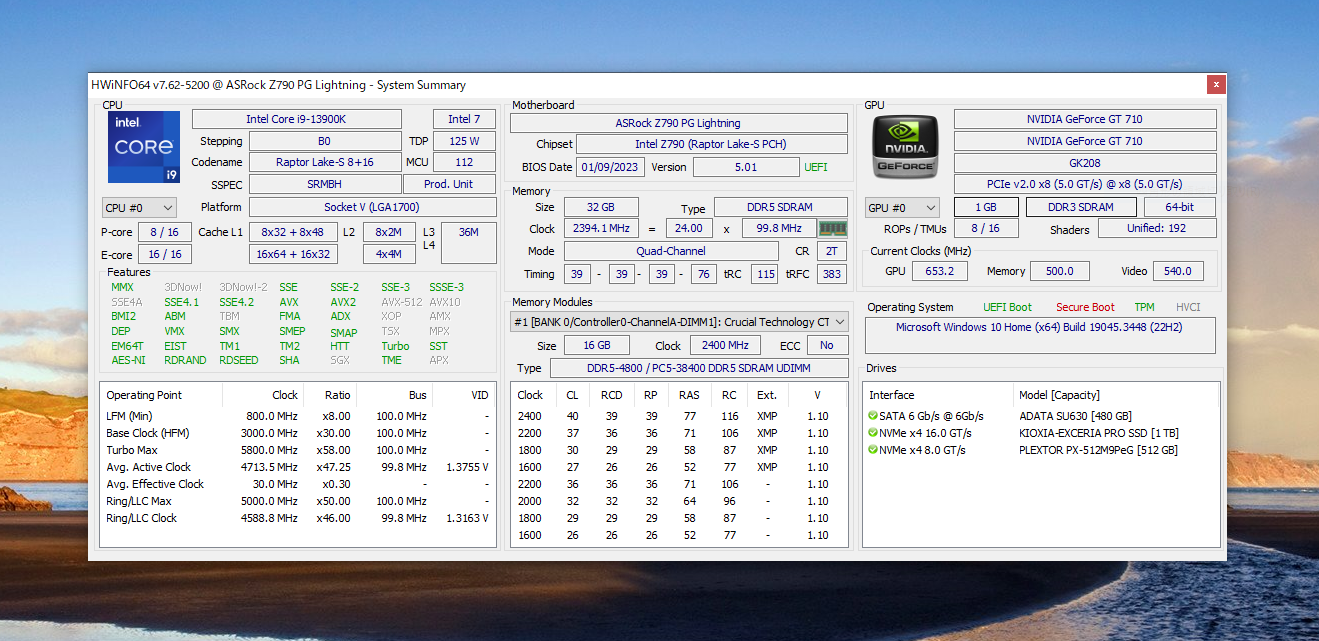 HWiNFO64 v7.62-5200 @ ASRock Z790 PG Lightning - System Summary
x
CPU
intel.
CORE
i9
Intel Core i9-13900K
Intel 7
Stepping
B0
TDP
125 W
Codename
Raptor Lake-S 8+16
MCU
112
SSPEC
SRMBH
Prod. Unit
CPU #0
Platform
Socket V (LGA1700)
P-core
8 / 16
Cache L1
8x32 + 8x48
L2
8x2M
L3
36M
E-core
16 / 16
16x64 + 16x32
4x4M
L4
Features
MMX 3DNow! 3DNow!-2 SSE SSE-2 SSE-3 SSSE-3
SSE4A SSE4.1 SSE4.2 AVX AVX2 AVX-512 AVX10
BMI2 ABM TBM FMA ADX XOP AMX
DEP VMX SMX SMEP SMAP TSX MPX
EM64T EIST TM1 TM2 HTT Turbo SST
AES-NI RDRAND RDSEED SHA SGX TME APX
Operating Point Clock Ratio Bus VID
LFM (Min) 800.0 MHz x8.00 100.0 MHz -
Base Clock (HFM) 3000.0 MHz x30.00 100.0 MHz -
Turbo Max 5800.0 MHz x58.00 100.0 MHz -
Avg. Active Clock 4713.5 MHz x47.25 99.8 MHz 1.3755 V
Avg. Effective Clock 30.0 MHz x0.30 - -
Ring/LLC Max 5000.0 MHz x50.00 100.0 MHz -
Ring/LLC Clock 4588.8 MHz x46.00 99.8 MHz 1.3163 V
Motherboard
ASRock Z790 PG Lightning
Chipset
Intel Z790 (Raptor Lake-S PCH)
BIOS Date
01/09/2023
Version
5.01
UEFI
Memory
Size
32 GB
Type
DDR5 SDRAM
Clock
2394.1 MHz
=
24.00
x
99.8 MHz
Mode
Quad-Channel
CR
2T
Timing
39 - 39 - 39 - 76 tRC 115 tRFC 383
Memory Modules
#1 [BANK 0/Controller0-ChannelA-DIMM1]: Crucial Technology CT
Size
16 GB
Clock
2400 MHz
ECC
No
Type
DDR5-4800 / PC5-38400 DDR5 SDRAM UDIMM
Clock CL RCD RP RAS RC Ext. V
2400 40 39 39 77 116 XMP 1.10
2200 37 36 36 71 106 XMP 1.10
1800 30 29 29 58 87 XMP 1.10
1600 27 26 26 52 77 XMP 1.10
2200 36 36 36 71 106 - 1.10
2000 32 32 32 64 96 - 1.10
1800 29 29 29 58 87 - 1.10
1600 26 26 26 52 77 - 1.10
GPU
NVIDIA.
GEFORCE
NVIDIA GeForce GT 710
NVIDIA GeForce GT 710
GK208
PCIe v2.0 x8 (5.0 GT/s) @ x8 (5.0 GT/s)
GPU #0
1 GB
DDR3 SDRAM
64-bit
ROPs / TMUs
8 / 16
Shaders
Unified: 192
Current Clocks (MHz)
GPU
653.2
Memory
500.0
Video
540.0
Operating System
UEFI Boot
Secure Boot
TPM
HVCI
Microsoft Windows 10 Home (x64) Build 19045.3448 (22H2)
Drives
Interface Model [Capacity]
SATA 6 Gb/s @ 6Gb/s ADATA SU630 [480 GB]
NVMe x4 16.0 GT/s KIOXIA-EXCERIA PRO SSD [1 TB]
NVMe x4 8.0 GT/s PLEXTOR PX-512M9PeG [512 GB]